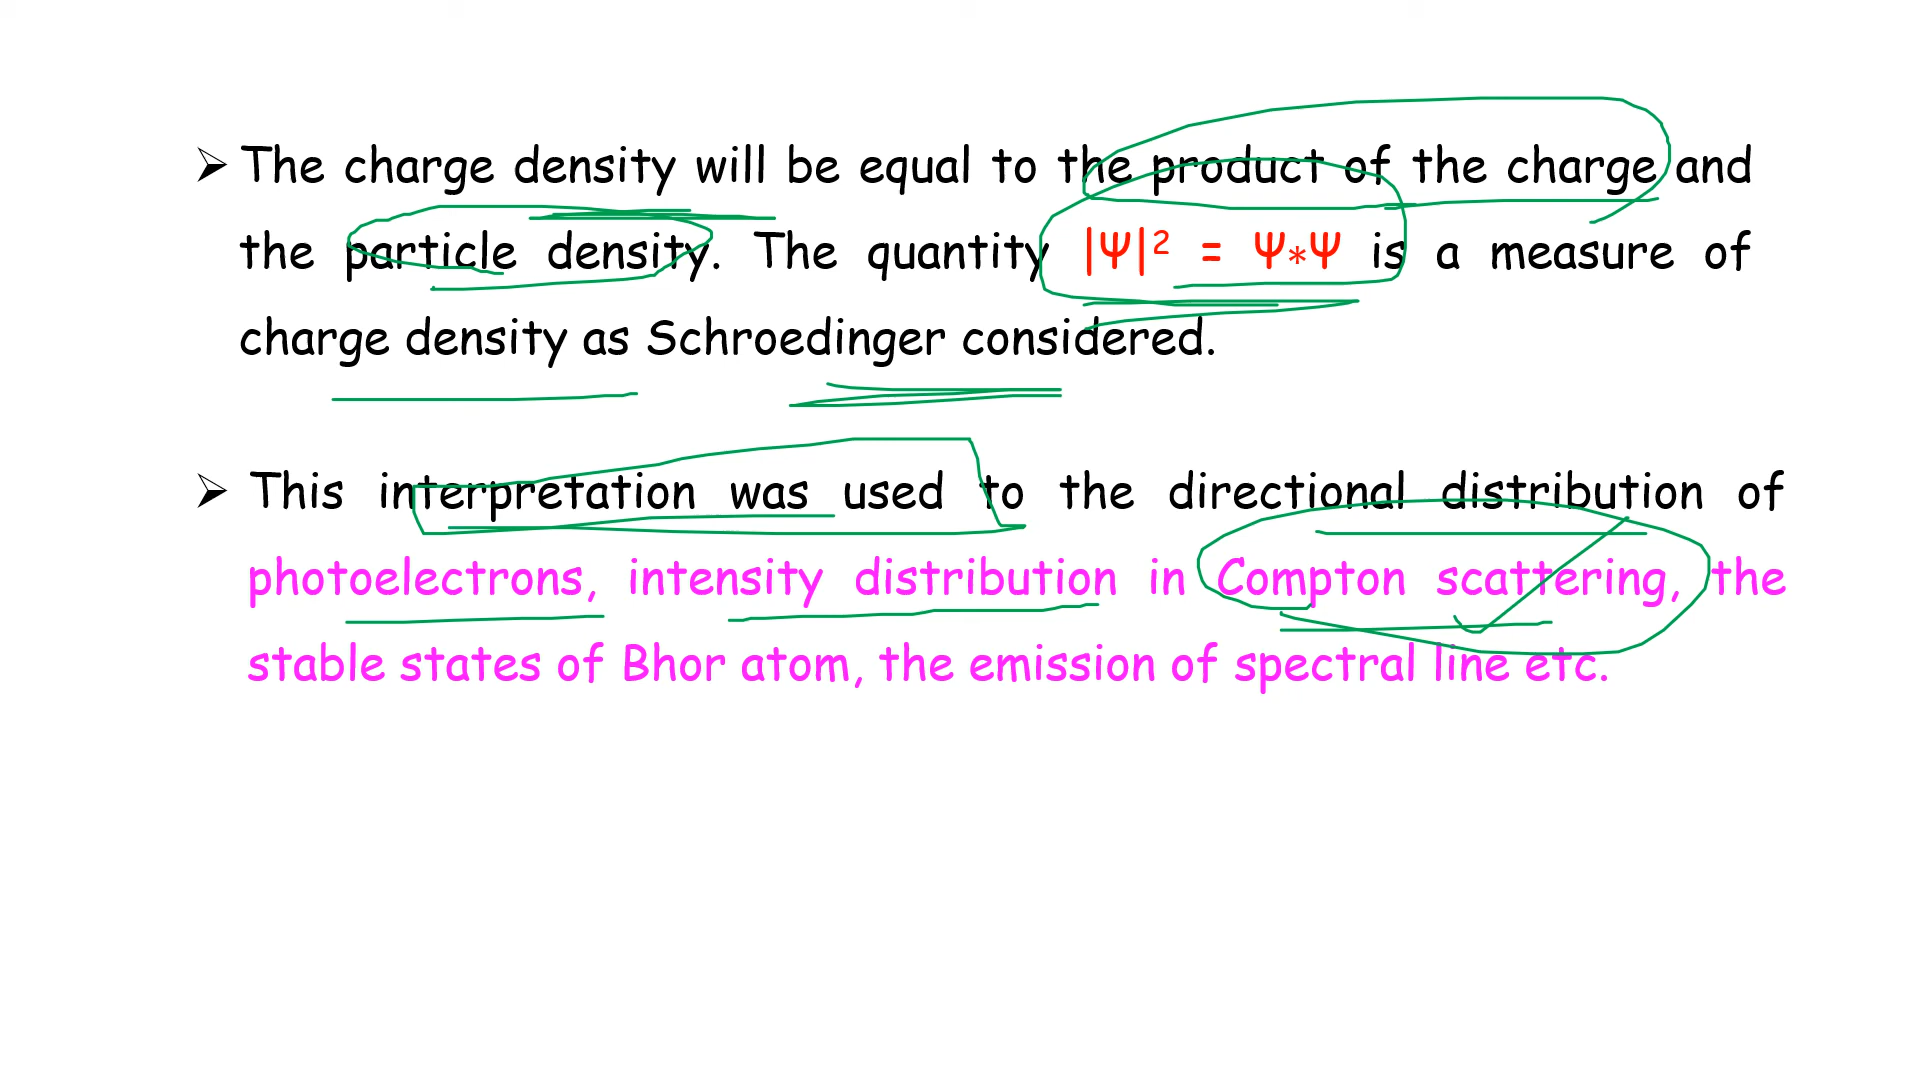 ➢ The charge density will be equal to the product of the charge and
the particle density. The quantity |Ψ|² = Ψ*Ψ is a measure of
charge density as Schroedinger considered.
➢ This interpretation was used to the directional distribution of
photoelectrons, intensity distribution in Compton scattering, the
stable states of Bhor atom, the emission of spectral line etc.